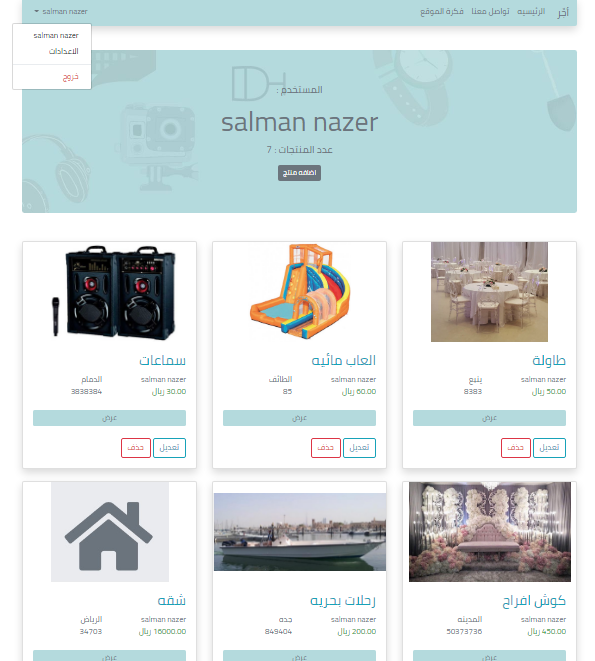 أجّر الرئيسيه تواصل معنا فكرة الموقع salman nazer
salman nazer
الاعدادات
خروج
المستخدم :
salman nazer
عدد المنتجات : 7
اضافه منتج
طاولة
salman nazer ينبع
50.00 ريال 8383
عرض
تعديل حذف
العاب مائيه
salman nazer الطائف
60.00 ريال 85
عرض
تعديل حذف
سماعات
salman nazer الدمام
30.00 ريال 3838384
عرض
تعديل حذف
كوش افراح
salman nazer المدينه
450.00 ريال 50373736
عرض
رحلات بحريه
salman nazer جده
200.00 ريال 849404
عرض
شقه
salman nazer الرياض
16000.00 ريال 34703
عرض